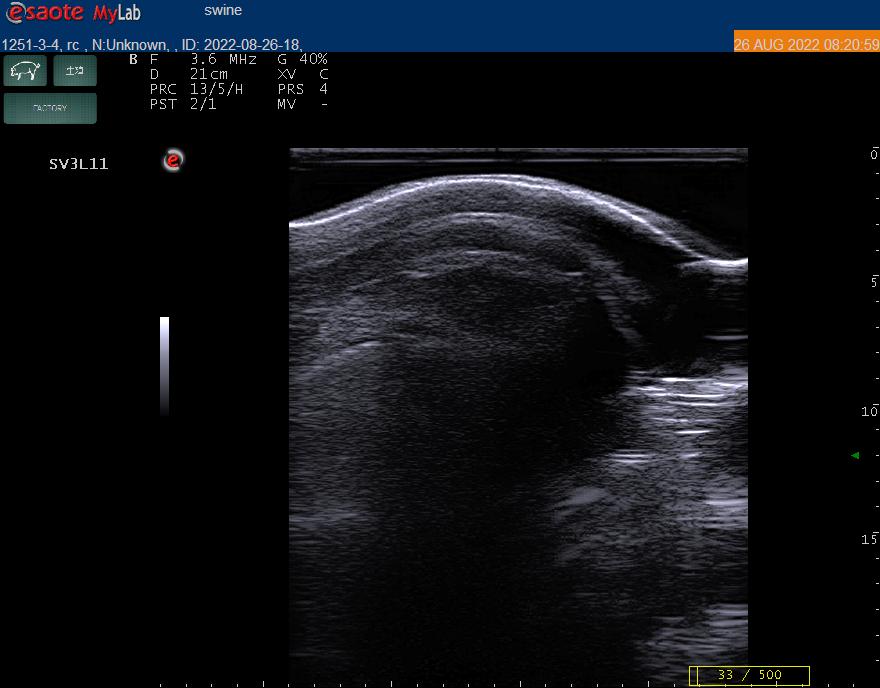 esaote MyLab swine
1251-3-4, rc , N:Unknown, , ID: 2022-08-26-18, 26 AUG 2022 08:20:59
B F 3.6 MHz G 40%
D 21cm XV C
PRC 13/5/H PRS 4
PST 2/1 MV -
FACTORY
SV3L11 e
0
5
10
15
33 / 500